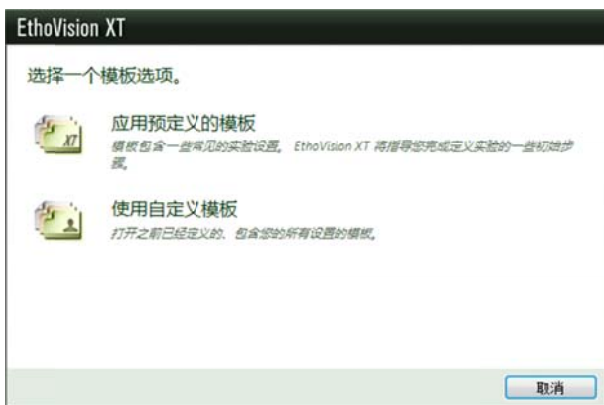 EthoVision XT
选择一个模板选项。
应用预定义的模板
模板包含一些常见的实验设置。 EthoVision XT 将指导您完成定义实验的一些初始步
骤。
XT
使用自定义模板
打开之前已经定义的、包含您的所有设置的模板。
取消